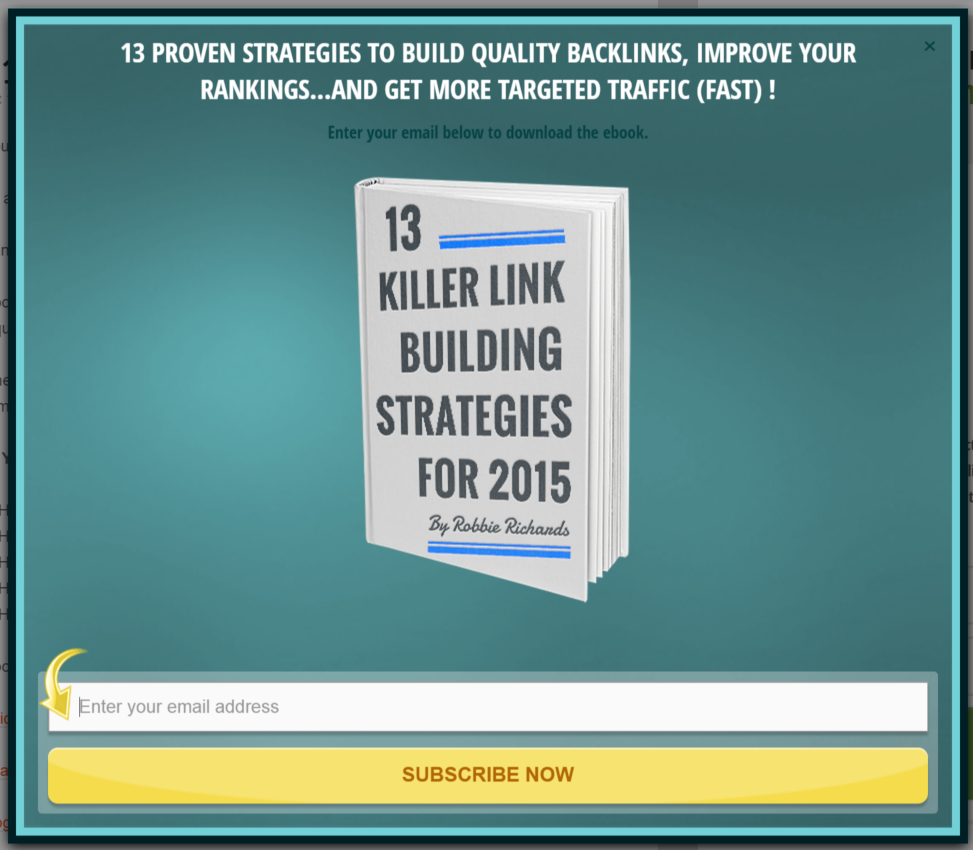 13 PROVEN STRATEGIES TO BUILD QUALITY BACKLINKS, IMPROVE YOUR
RANKINGS...AND GET MORE TARGETED TRAFFIC (FAST) !
×
Enter your email below to download the ebook.
13
KILLER LINK
BUILDING
STRATEGIES
FOR 2015
By Robbie Richards
Enter your email address
SUBSCRIBE NOW